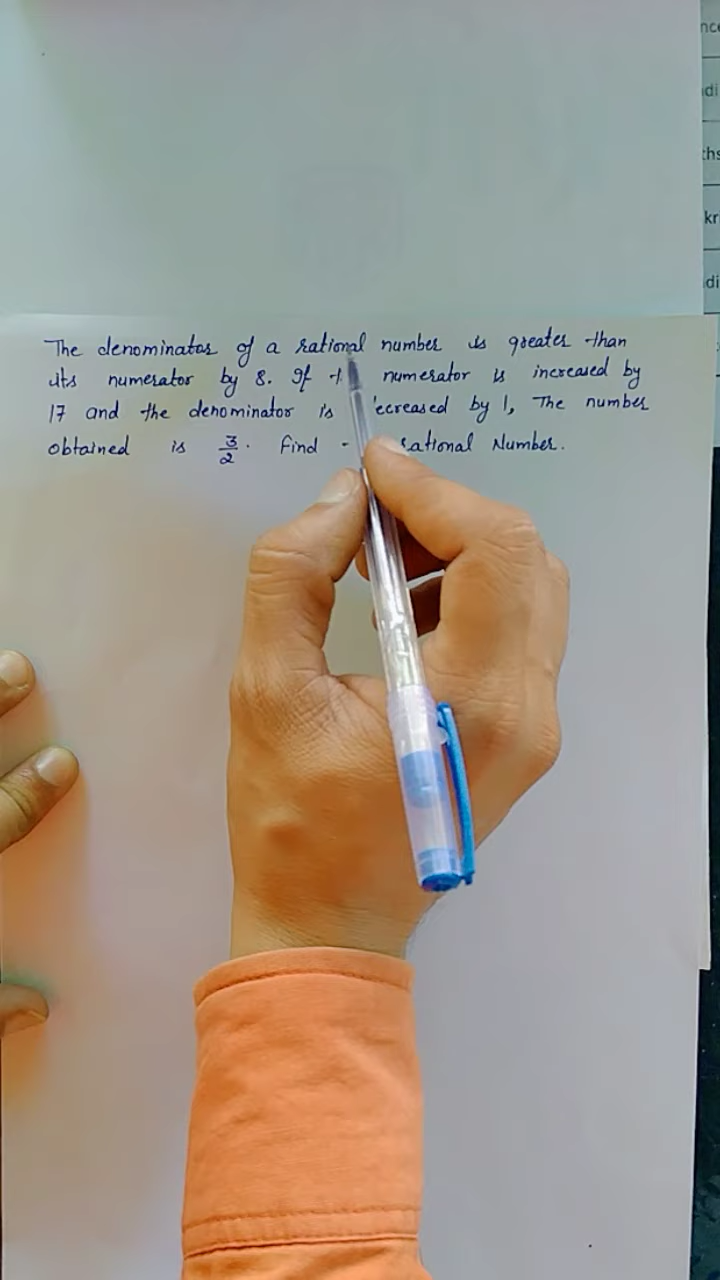 The denominator of a rational number is greater than
its numerator by 8. If numerator is increased by
17 and the denominator is decreased by 1, The number
obtained is 3/2. Find rational Number.